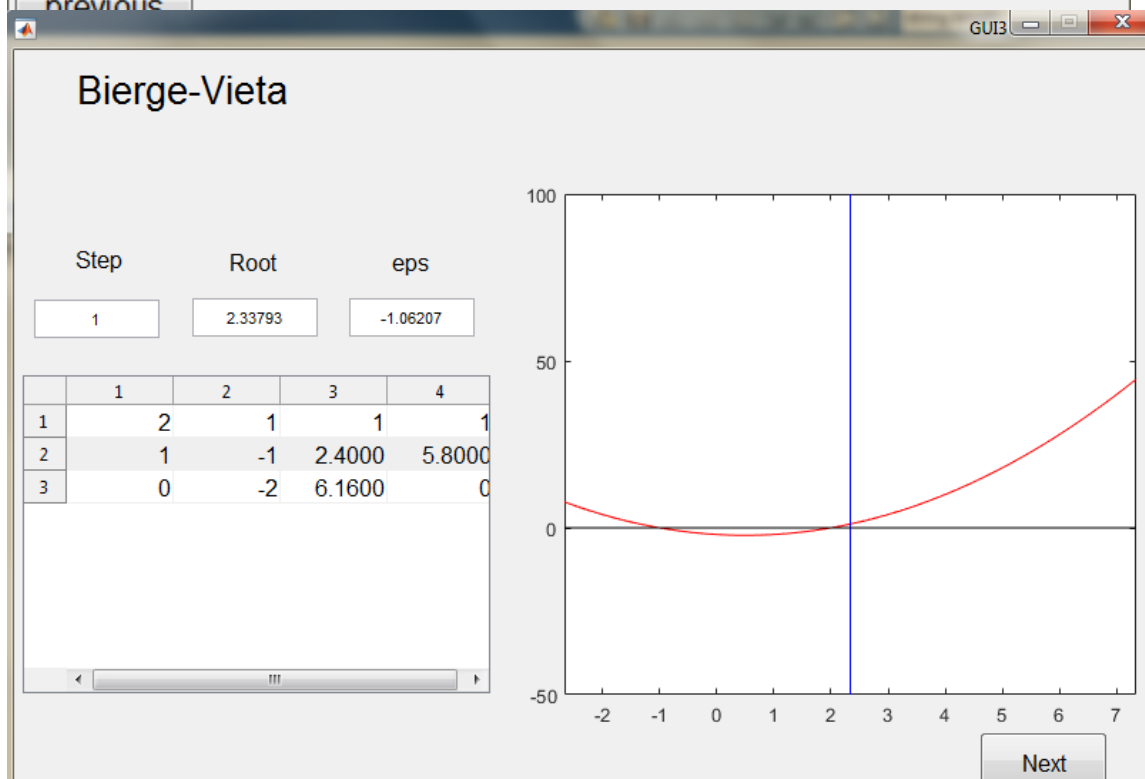 previous
GUI3
Bierge-Vieta
Step Root eps
1 2.33793 -1.06207
1 2 3 4
1 2 1 1 1
2 1 -1 2.4000 5.8000
3 0 -2 6.1600 0
100
50
0
-50
-2 -1 0 1 2 3 4 5 6 7
Next